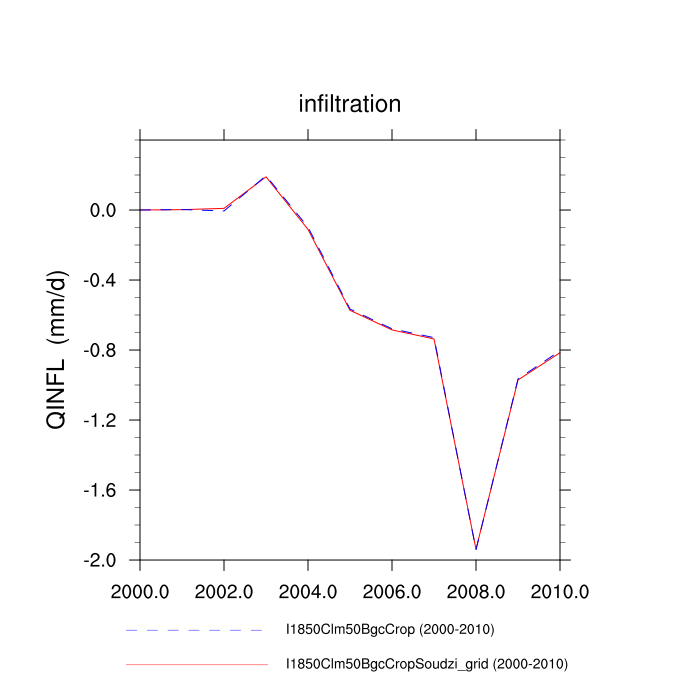 infiltration
QINFL (mm/d)
0.0
-0.4
-0.8
-1.2
-1.6
-2.0
2000.0 2002.0 2004.0 2006.0 2008.0 2010.0
I1850Clm50BgcCrop (2000-2010)
I1850Clm50BgcCropSoudzi_grid (2000-2010)